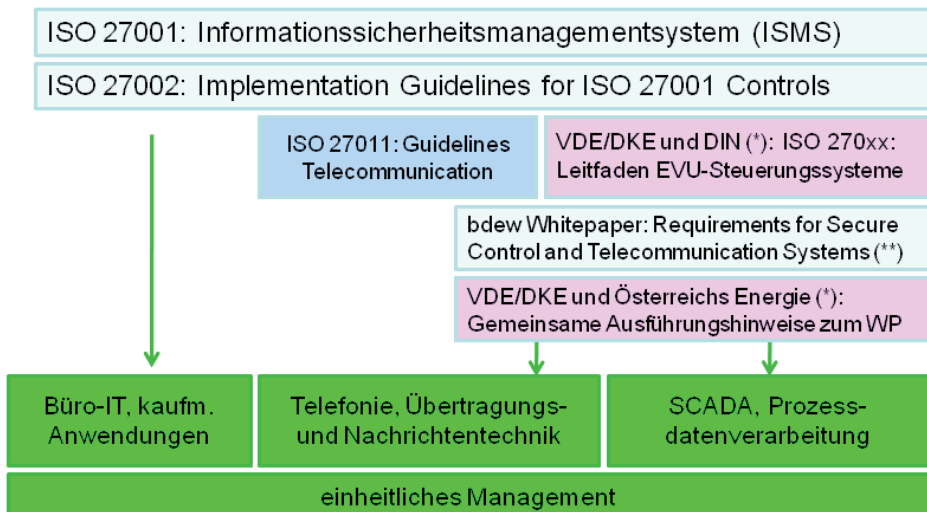 ISO 27001: Informationssicherheitsmanagementsystem (ISMS)
ISO 27002: Implementation Guidelines for ISO 27001 Controls
ISO 27011: Guidelines
Telecommunication
VDE/DKE und DIN (*): ISO 270xx:
Leitfaden EVU-Steuerungssysteme
bdew Whitepaper: Requirements for Secure
Control and Telecommunication Systems (**)
VDE/DKE und Österreichs Energie (*):
Gemeinsame Ausführungshinweise zum WP
Büro-IT, kaufm.
Anwendungen
Telefonie, Übertragungs-
und Nachrichtentechnik
SCADA, Prozess-
datenverarbeitung
einheitliches Management